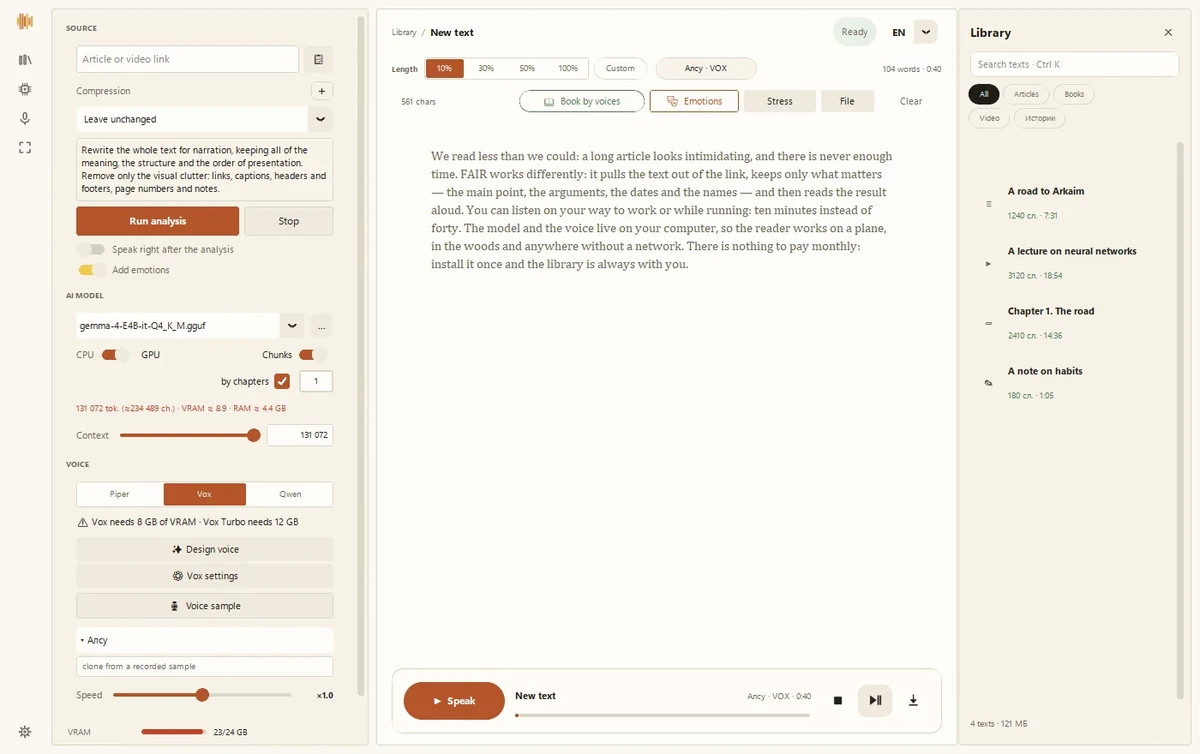 SOURCE
Article or video link
Compression
+
Leave unchanged
Rewrite the whole text for narration, keeping all of the
meaning, the structure and the order of presentation.
Remove only the visual clutter: links, captions, headers and
footers, page numbers and notes.
Run analysis
Stop
Speak right after the analysis
Add emotions
AI MODEL
gemma-4-E4B-it-Q4_K_M.gguf
...
CPU
GPU
Chunks
by chapters
1
131 072 tok. (≈234 489 ch.) · VRAM ≈ 8.9 · RAM ≈ 4.4 GB
Context
131 072
VOICE
Piper
Vox
Qwen
Vox needs 8 GB of VRAM · Vox Turbo needs 12 GB
Design voice
Vox settings
Voice sample
Ancy
clone from a recorded sample
Speed
×1.0
VRAM
23/24 GB
Library / New text
Ready
EN
Length
10%
30%
50%
100%
Custom
Ancy · VOX
104 words · 0:40
561 chars
Book by voices
Emotions
Stress
File
Clear
We read less than we could: a long article looks intimidating, and there is never enough
time. FAIR works differently: it pulls the text out of the link, keeps only what matters
— the main point, the arguments, the dates and the names — and then reads the result
aloud. You can listen on your way to work or while running: ten minutes instead of
forty. The model and the voice live on your computer, so the reader works on a plane,
in the woods and anywhere without a network. There is nothing to pay monthly:
install it once and the library is always with you.
Speak
New text
Ancy · VOX · 0:40
Library
Search texts · Ctrl K
All
Articles
Books
Video
Истории
A road to Arkaim
1240 сл. · 7:31
A lecture on neural networks
3120 сл. · 18:54
Chapter 1. The road
2410 сл. · 14:36
A note on habits
180 сл. · 1:05
4 texts · 121 МБ